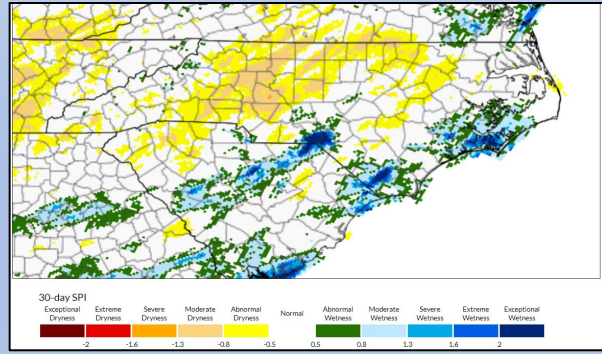 30-day SPI
Exceptional Dryness
Extreme Dryness
Severe Dryness
Moderate Dryness
Abnormal Dryness
Normal
Abnormal Wetness
Moderate Wetness
Severe Wetness
Extreme Wetness
Exceptional Wetness
-2 -1.6 -1.3 -0.8 -0.5 0.5 0.8 1.3 1.6 2